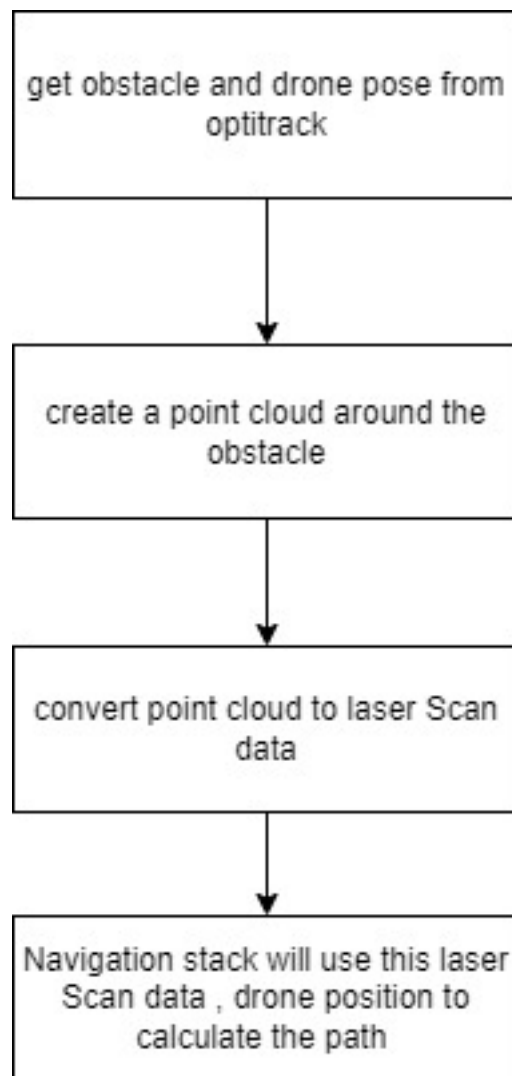 get obstacle and drone pose from
optitrack
create a point cloud around the
obstacle
convert point cloud to laser Scan
data
Navigation stack will use this laser
Scan data , drone position to
calculate the path